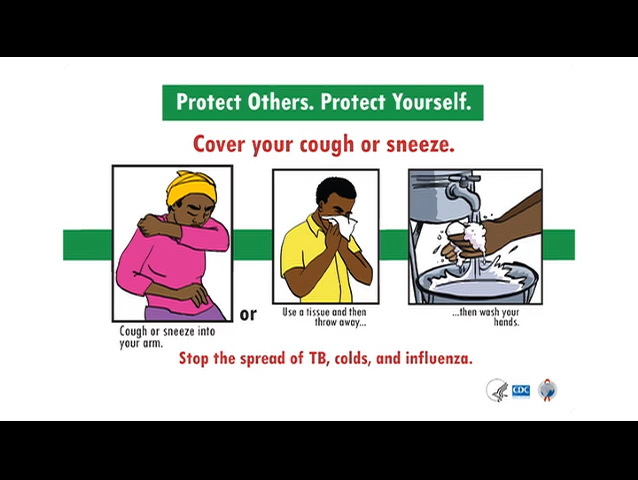 Protect Others. Protect Yourself.
Cover your cough or sneeze.
Cough or sneeze into
your arm.
or
Use a tissue and then
throw away...
...then wash your
hands.
Stop the spread of TB, colds, and influenza.
CDC